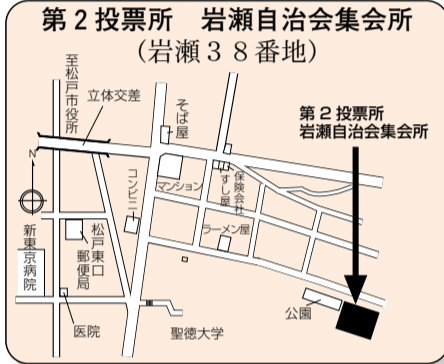 第2投票所　岩瀬自治会集会所
(岩瀬38番地)
至松戸市役所
立体交差
そば屋
第2投票所
岩瀬自治会集会所
N
コンビニ
マンション
保険会社
すし屋
新東京病院
松戸東口郵便局
ラーメン屋
公園
医院
聖徳大学